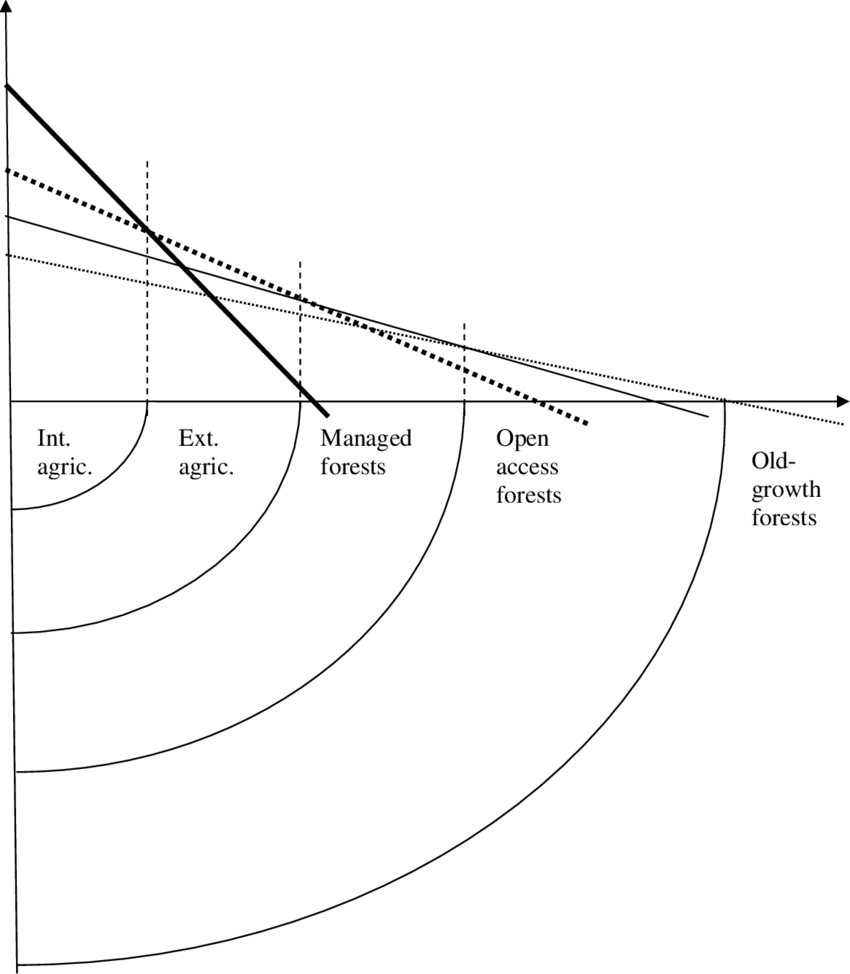 Int.
agric.
Ext.
agric.
Managed
forests
Open
access
forests
Old-
growth
forests